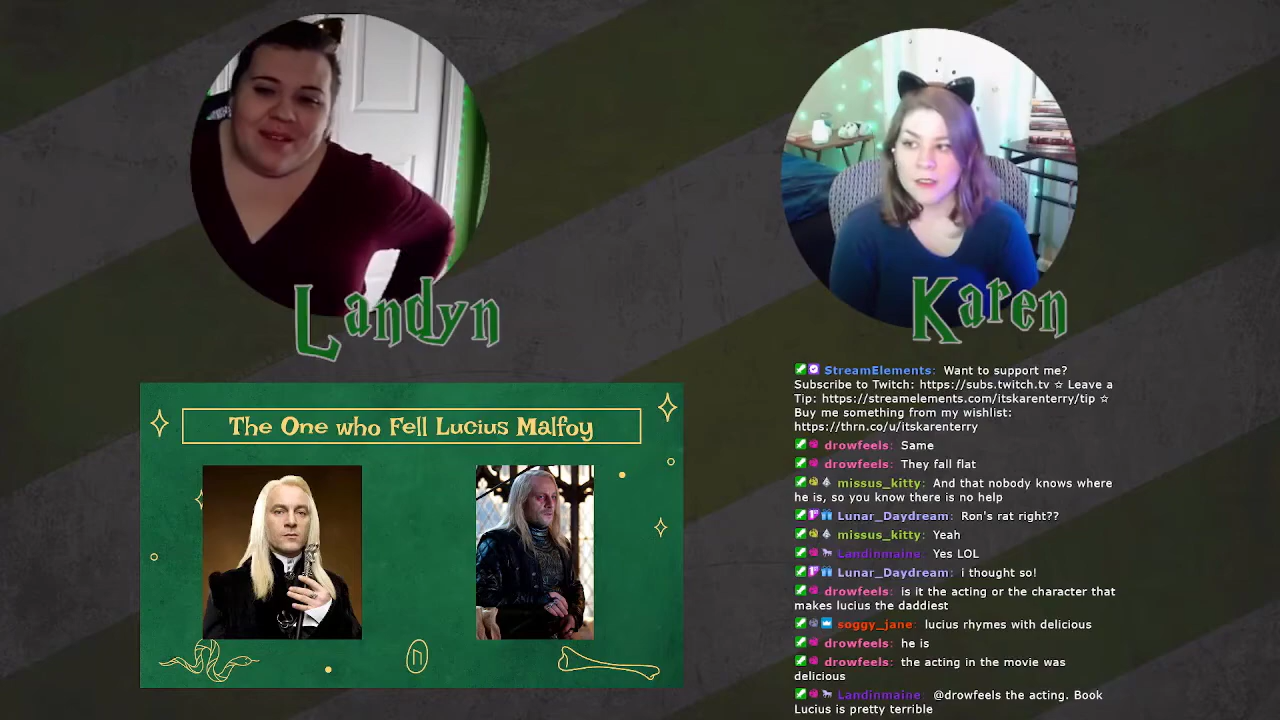 Landyn
Karen
The One who Fell Lucius Malfoy
StreamElements: Want to support me?
Subscribe to Twitch: https://subs.twitch.tv ☆ Leave a
Tip: https://streamelements.com/itskarenterry/tip ☆
Buy me something from my wishlist:
https://thrn.co/u/itskarenterry
drowfeels: Same
drowfeels: They fall flat
missus_kitty: And that nobody knows where
he is, so you know there is no help
Lunar_Daydream: Ron's rat right??
missus_kitty: Yeah
Landinmaine: Yes LOL
Lunar_Daydream: i thought so!
drowfeels: is it the acting or the character that
makes lucius the daddiest
soggy_jane: lucius rhymes with delicious
drowfeels: he is
drowfeels: the acting in the movie was
delicious
Landinmaine: @drowfeels the acting. Book
Lucius is pretty terrible